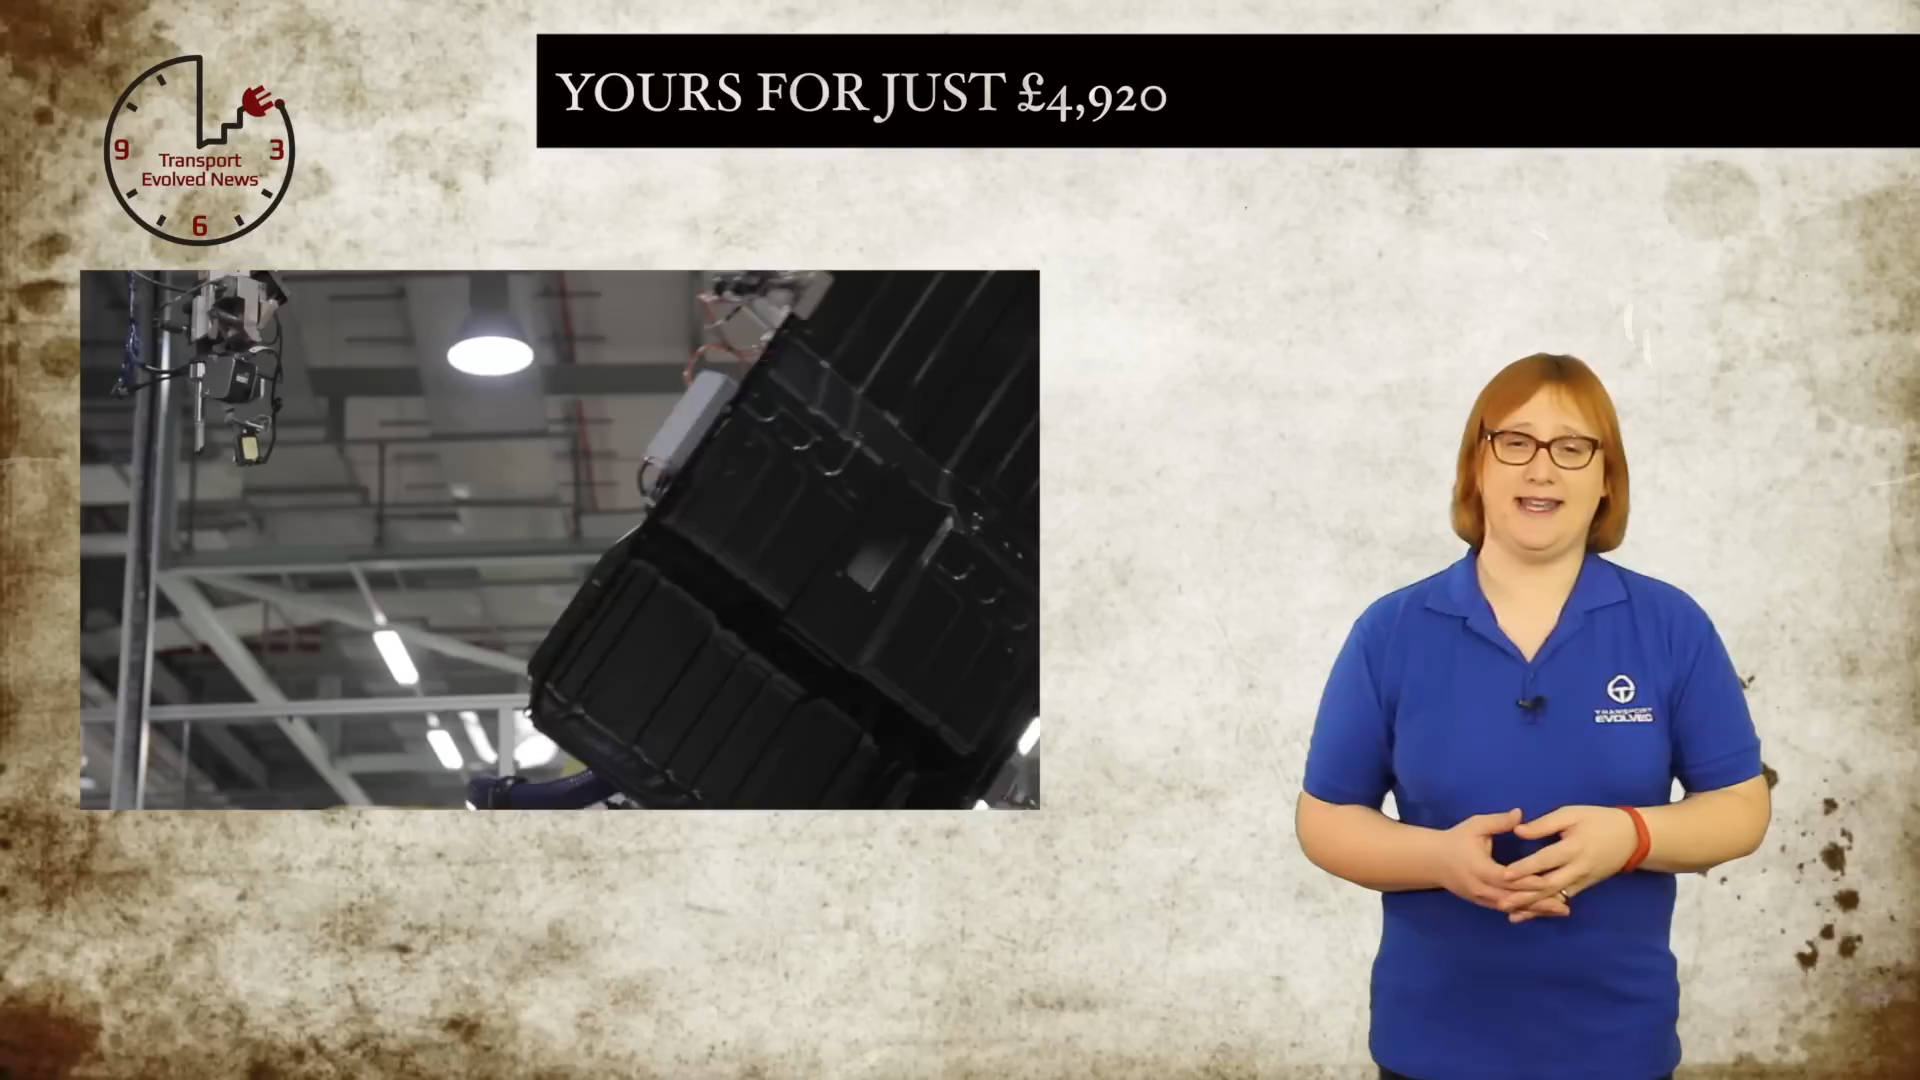 YOURS FOR JUST £4,920
9
3
Transport
Evolved News
6
TRANSPORT
EVOLVED